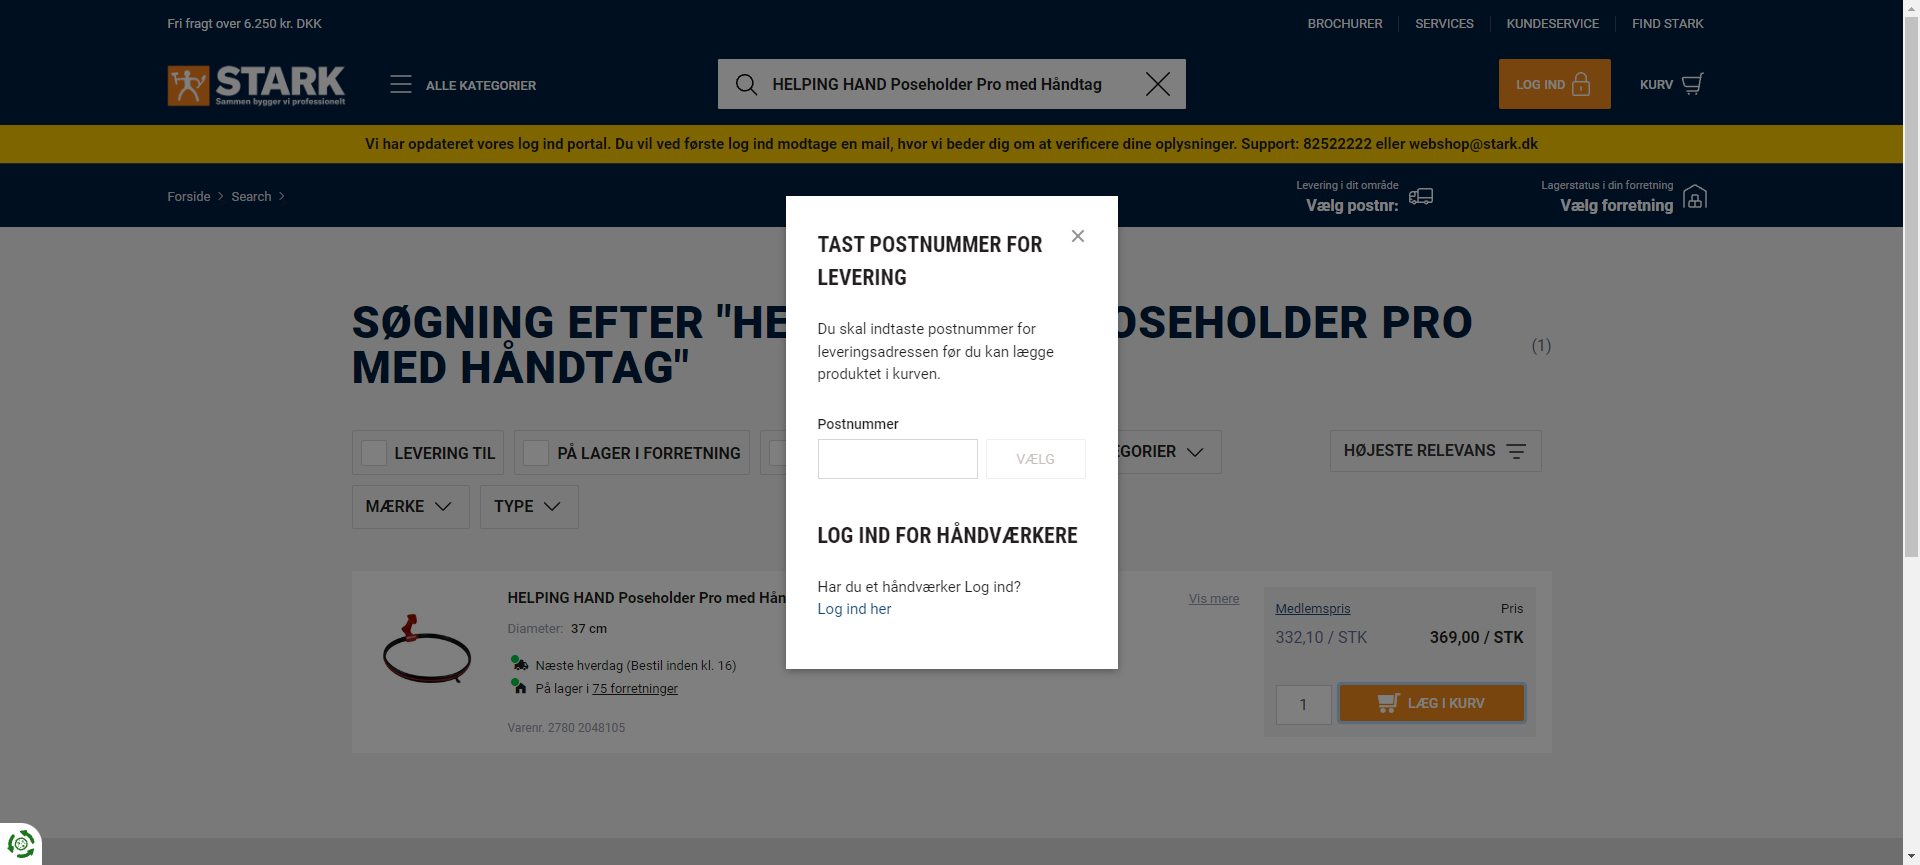 Fri fragt over 6.250 kr. DKK
BROCHURER
SERVICES
KUNDESERVICE
FIND STARK
STARK
Sammen bygger vi professionelt
ALLE KATEGORIER
HELPING HAND Poseholder Pro med Håndtag
LOG IND
KURV
Vi har opdateret vores log ind portal. Du vil ved første log ind modtage en mail, hvor vi beder dig om at verificere dine oplysninger. Support: 82522222 eller webshop@stark.dk
Forside
Search
Levering i dit område
Vælg postnr:
Lagerstatus i din forretning
Vælg forretning
TAST POSTNUMMER FOR
LEVERING
Du skal indtaste postnummer for
leveringsadressen før du kan lægge
produktet i kurven.
Postnummer
VÆLG
LOG IND FOR HÅNDVÆRKERE
Har du et håndværker Log ind?
Log ind her
SØGNING EFTER "HE OSEHOLDER PRO
MED HÅNDTAG"
(1)
LEVERING TIL
PÅ LAGER I FORRETNING
GORIER
HØJESTE RELEVANS
MÆRKE
TYPE
HELPING HAND Poseholder Pro med Hån
Diameter: 37 cm
Næste hverdag (Bestil inden kl. 16)
På lager i 75 forretninger
Varenr. 2780 2048105
Vis mere
Medlemspris
Pris
332,10 / STK
369,00 / STK
1
LÆG I KURV